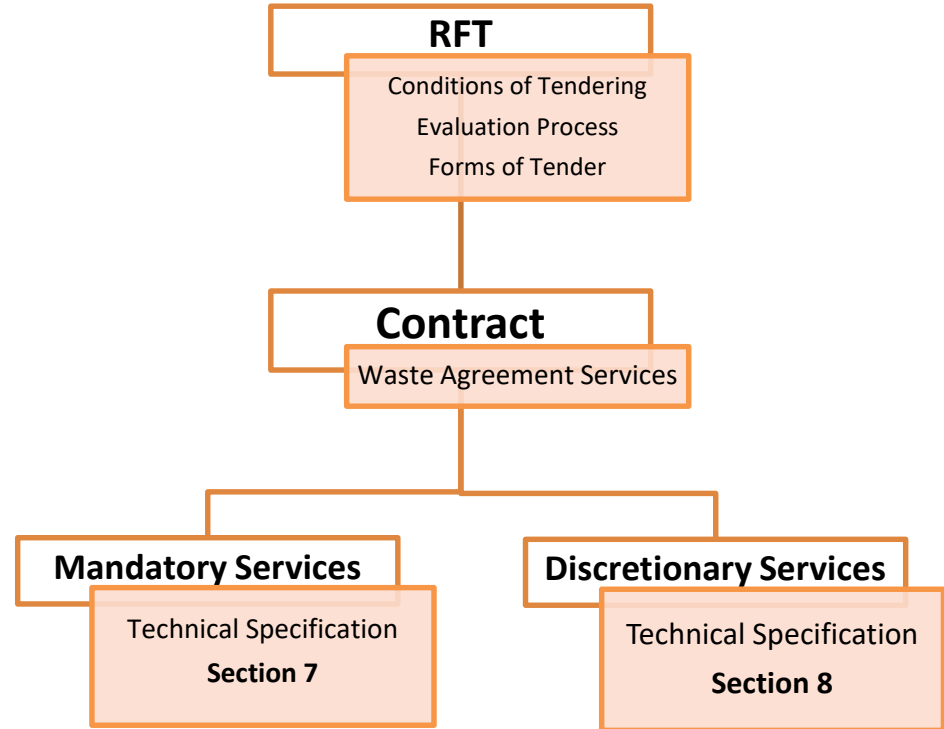 RFT
Conditions of Tendering
Evaluation Process
Forms of Tender
Contract
Waste Agreement Services
Mandatory Services
Technical Specification
Section 7
Discretionary Services
Technical Specification
Section 8